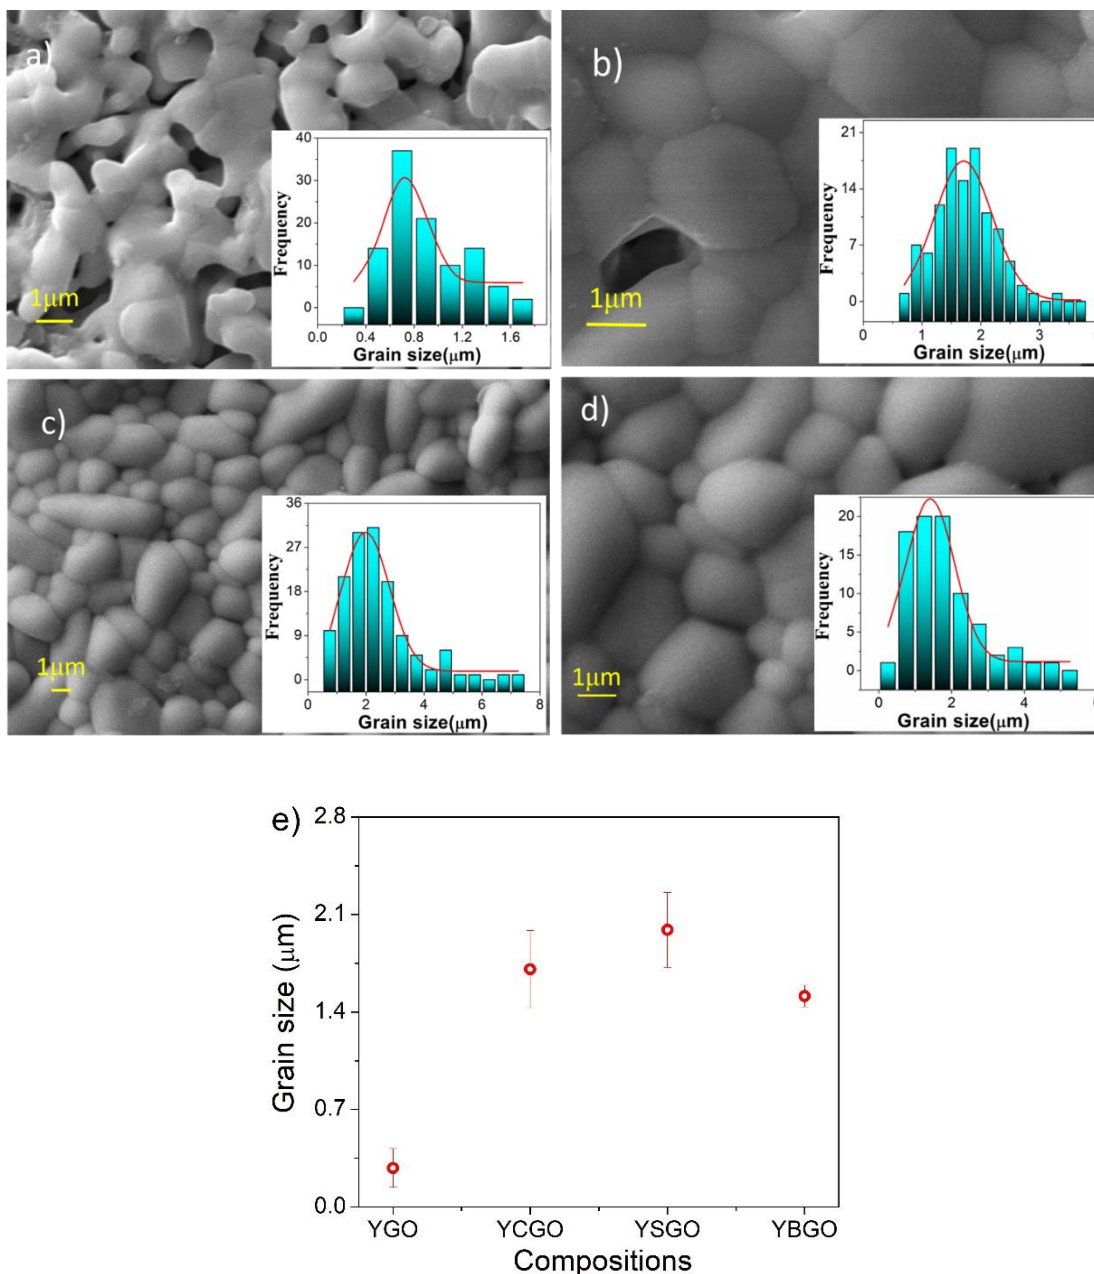 a)
1μm
40
30
20
10
0
Frequency
0.0 0.4 0.8 1.2 1.6
Grain size(μm)
b)
1μm
21
14
7
0
Frequency
1 2 3
Grain size(μm)
c)
1μm
36
27
18
9
0
Frequency
0 2 4 6 8
Grain size(μm)
d)
1μm
20
15
10
5
0
Frequency
0 2 4
Grain size(μm)
e)
2.8
2.1
1.4
0.7
0.0
Grain size (μm)
YGO YCGO YSGO YBGO
Compositions